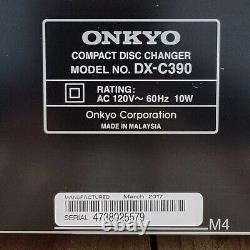 ONKYO
COMPACT DISC CHANGER
MODEL NO. DX-C390
RATING:
AC 120V~ 60Hz 10W
Onkyo Corporation
MADE IN MALAYSIA
MANUFACTURED March 2017
SERIAL 4738025579
M4